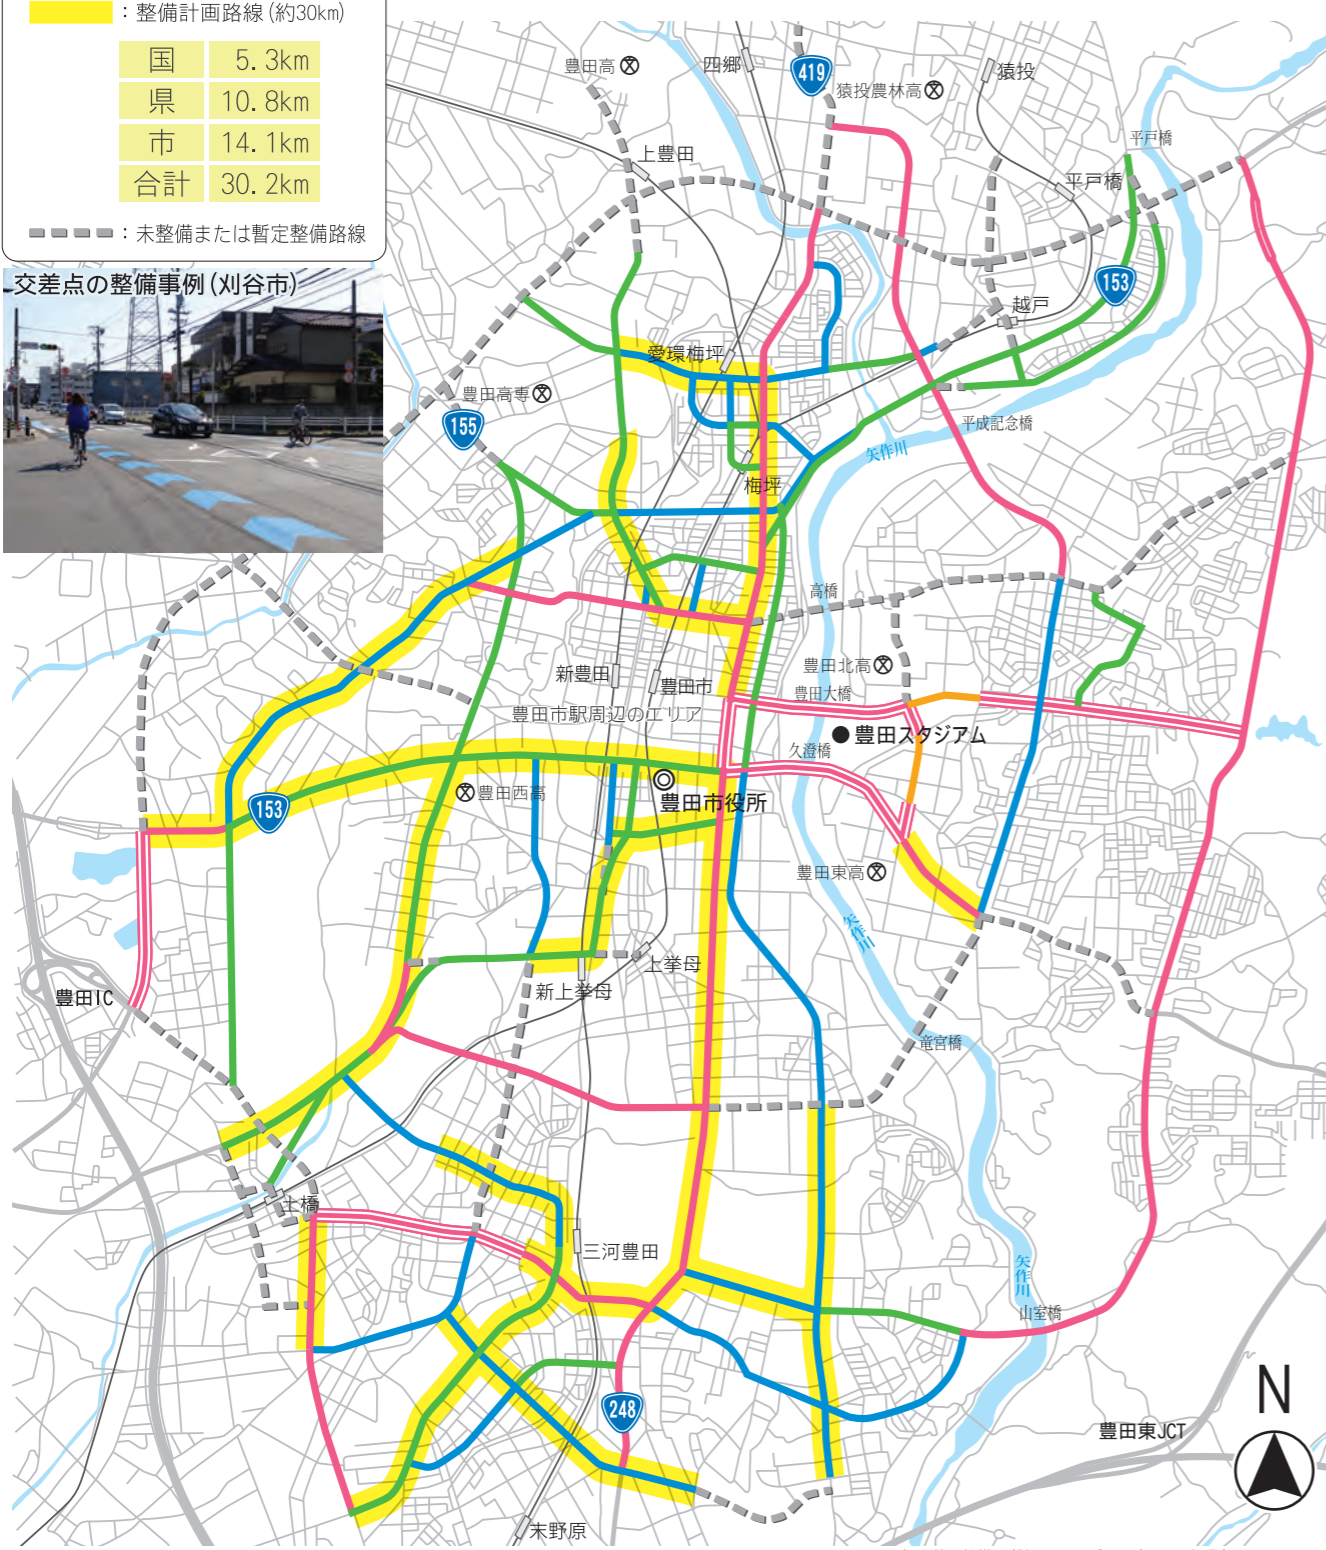 ：整備計画路線(約30km)
国 5.3km
県 10.8km
市 14.1km
合計 30.2km
：未整備または暫定整備路線
交差点の整備事例(刈谷市)
豊田高
四郷
419
猿投
猿投農林高
平戸橋
上豊田
平戸橋
153
越戸
愛環梅坪
豊田高専
155
平成記念橋
矢作川
梅坪
高橋
豊田北高
新豊田
豊田市
豊田大橋
豊田市駅周辺のエリア
豊田スタジアム
久澄橋
153
豊田西高
豊田市役所
豊田東高
矢作川
上挙母
豊田IC
新上挙母
竜宮橋
土橋
三河豊田
矢作川
山室橋
248
N
豊田東JCT
末野原